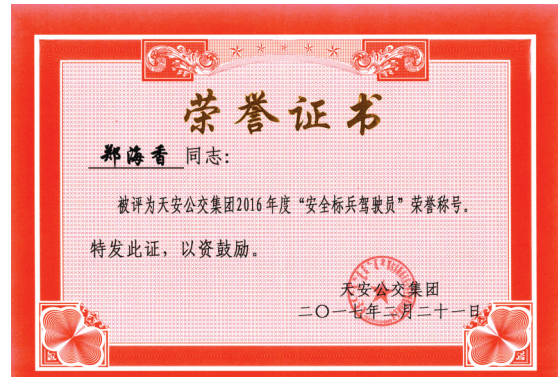 荣誉证书
郑海香 同志：
被评为天安公交集团2016年度“安全标兵驾驶员”荣誉称号。
特发此证，以资鼓励。
天安公交集团
二〇一七年二月二十一日